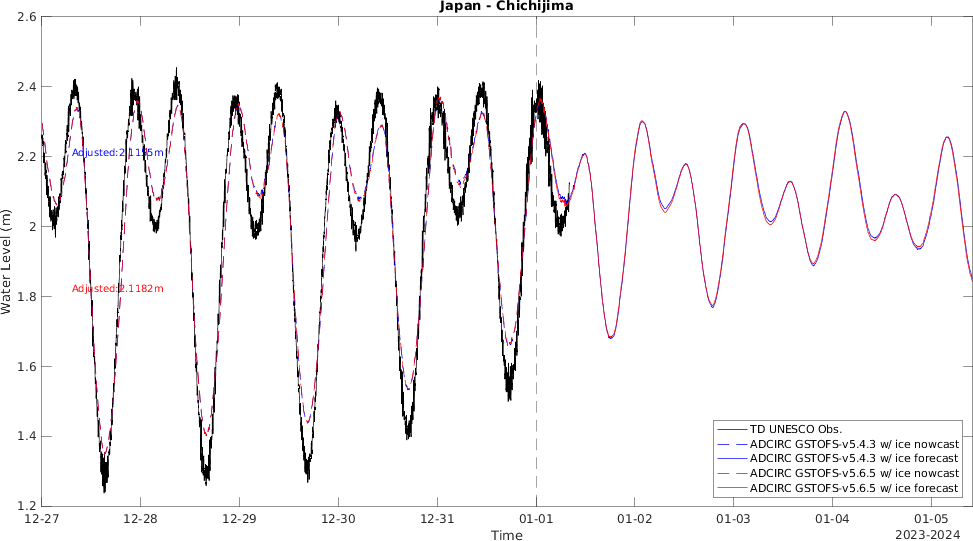 Japan - Chichijima
2.6
2.4
2.2
2
1.8
1.6
1.4
1.2
Water Level (m)
Adjusted:2.1155m
Adjusted:2.1182m
TD UNESCO Obs.
ADCIRC GSTOFS-v5.4.3 w/ ice nowcast
ADCIRC GSTOFS-v5.4.3 w/ ice forecast
ADCIRC GSTOFS-v5.6.5 w/ ice nowcast
ADCIRC GSTOFS-v5.6.5 w/ ice forecast
12-27 12-28 12-29 12-30 12-31 01-01 01-02 01-03 01-04 01-05
Time
2023-2024